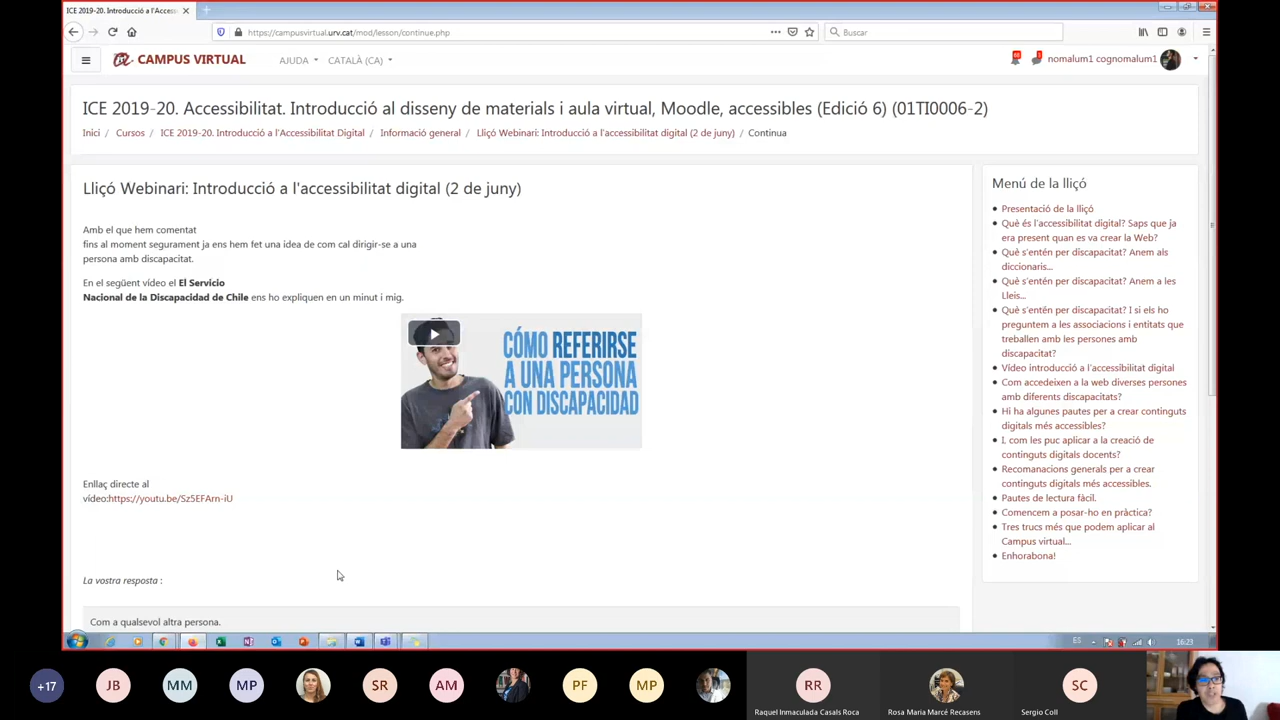 ICE 2019-20. Introducció a l'Acces
https://campusvirtual.urv.cat/mod/lesson/continue.php
Buscar
CAMPUS VIRTUAL
AJUDA
CATALÀ (CA)
nomalum1 cognomalum1
ICE 2019-20. Accessibilitat. Introducció al disseny de materials i aula virtual, Moodle, accessibles (Edició 6) (01TI0006-2)
Inici / Cursos / ICE 2019-20. Introducció a l'Accessibilitat Digital / Informació general / Lliçó Webinari: Introducció a l'accessibilitat digital (2 de juny) / Continua
Lliçó Webinari: Introducció a l'accessibilitat digital (2 de juny)
Amb el que hem comentat
fins al moment segurament ja ens hem fet una idea de com cal dirigir-se a una
persona amb discapacitat.
En el següent vídeo el El Servicio
Nacional de la Discapacidad de Chile ens ho expliquen en un minut i mig.
CÓMO REFERIRSE
A UNA PERSONA
CON DISCAPACIDAD
Enllaç directe al
vídeo:https://youtu.be/Sz5EFArn-iU
La vostra resposta :
Com a qualsevol altra persona.
Menú de la lliçó
Presentació de la lliçó
Què és l'accessibilitat digital? Saps que ja
era present quan es va crear la Web?
Què s'entén per discapacitat? Anem als
diccionaris...
Què s'entén per discapacitat? Anem a les
Lleis...
Què s'entén per discapacitat? I si els ho
preguntem a les associacions i entitats que
treballen amb les persones amb
discapacitat?
Vídeo introducció a l'accessibilitat digital
Com accedeixen a la web diverses persones
amb diferents discapacitats?
Hi ha algunes pautes per a crear continguts
digitals més accessibles?
I, com les puc aplicar a la creació de
continguts digitals docents?
Recomanacions generals per a crear
continguts digitals més accessibles.
Pautes de lectura fàcil.
Comencem a posar-ho en pràctica?
Tres trucs més que podem aplicar al
Campus virtual...
Enhorabona!
ES
16:23
+17
JB
MM
MP
SR
AM
PF
MP
RR
SC
Raquel Inmaculada Casals Roca
Rosa Maria Marcé Recasens
Sergio Coll